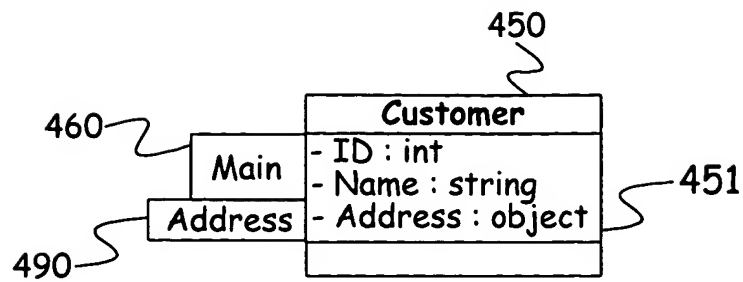 450
Customer
460
Main
- ID : int
- Name : string
451
Address
- Address : object
490